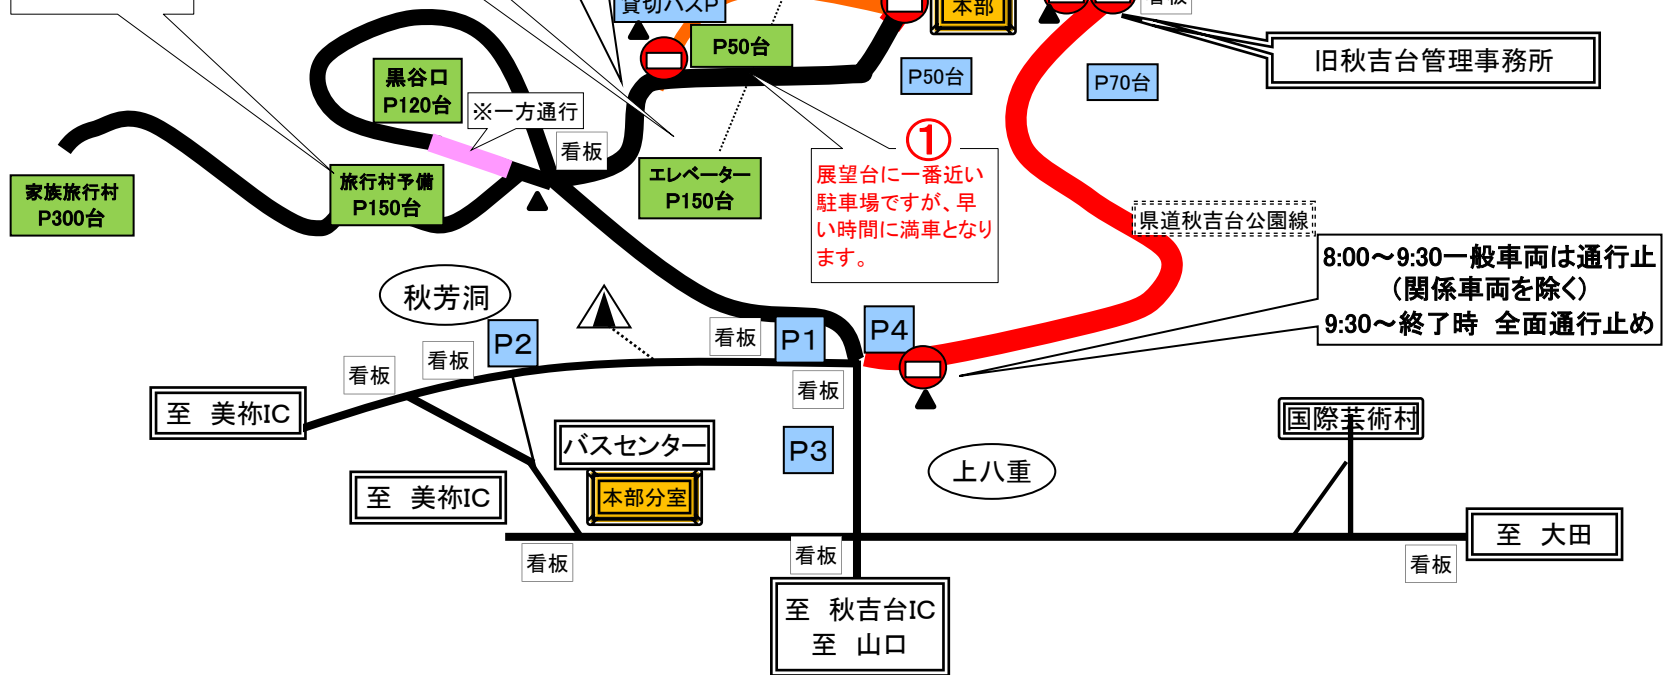 貸切バスP
本部
看板
P50台
旧秋吉台管理事務所
黒谷口
P120台
P50台
P70台
※一方通行
看板
①
展望台に一番近い
駐車場ですが、早
い時間に満車となり
ます。
旅行村予備
P150台
エレベーター
P150台
家族旅行村
P300台
県道秋吉台公園線
8:00～9:30一般車両は通行止
（関係車両を除く）
9:30～終了時 全面通行止め
秋芳洞
P2
看板
P1
P4
看板
看板
看板
至 美祢IC
国際芸術村
バスセンター
P3
上八重
至 美祢IC
本部分室
至 大田
看板
看板
看板
至 秋吉台IC
至 山口